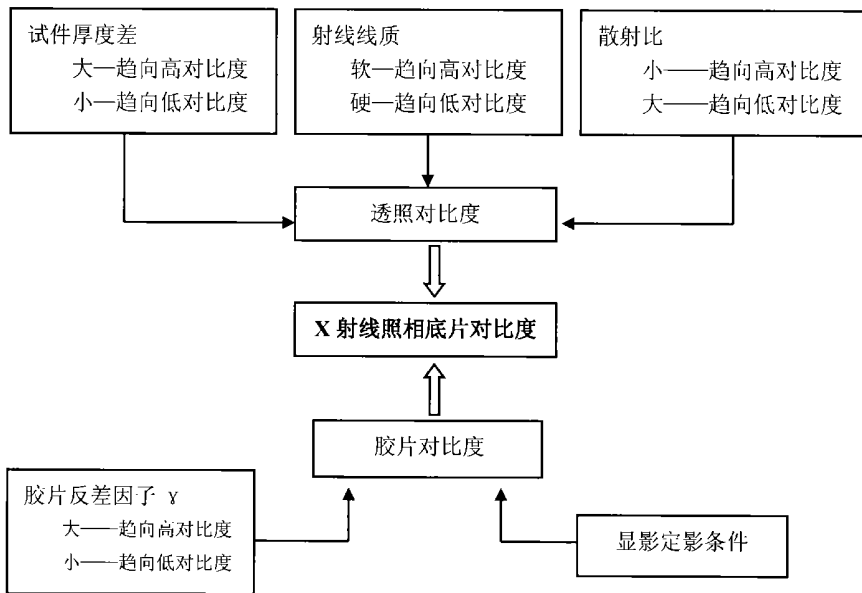 试件厚度差
大—趋向高对比度
小—趋向低对比度
射线线质
软—趋向高对比度
硬—趋向低对比度
散射比
小——趋向高对比度
大——趋向低对比度
透照对比度
X 射线照相底片对比度
胶片对比度
胶片反差因子 γ
大——趋向高对比度
小——趋向低对比度
显影定影条件